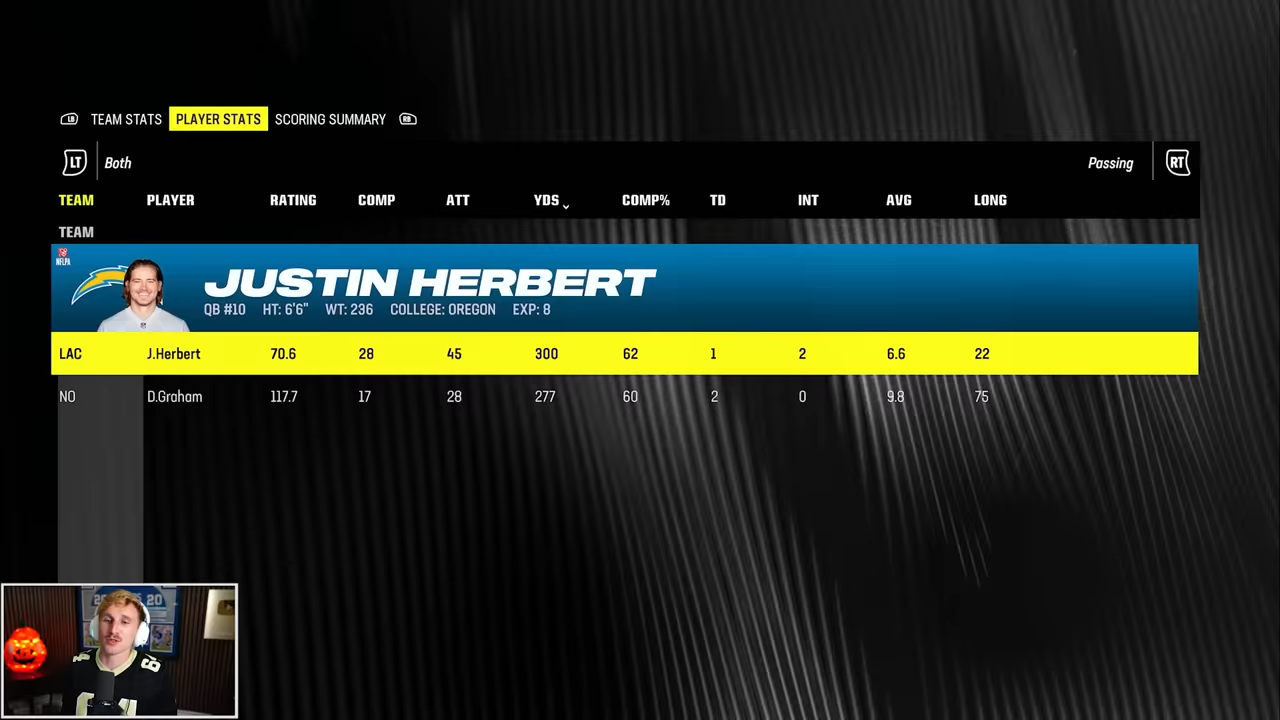 LB TEAM STATS PLAYER STATS SCORING SUMMARY RB
LT Both Passing RT
TEAM PLAYER RATING COMP ATT YDS COMP% TD INT AVG LONG
TEAM
NFLPA
JUSTIN HERBERT
QB #10 HT: 6'6" WT: 236 COLLEGE: OREGON EXP: 8
LAC J.Herbert 70.6 28 45 300 62 1 2 6.6 22
NO D.Graham 117.7 17 28 277 60 2 0 9.8 75